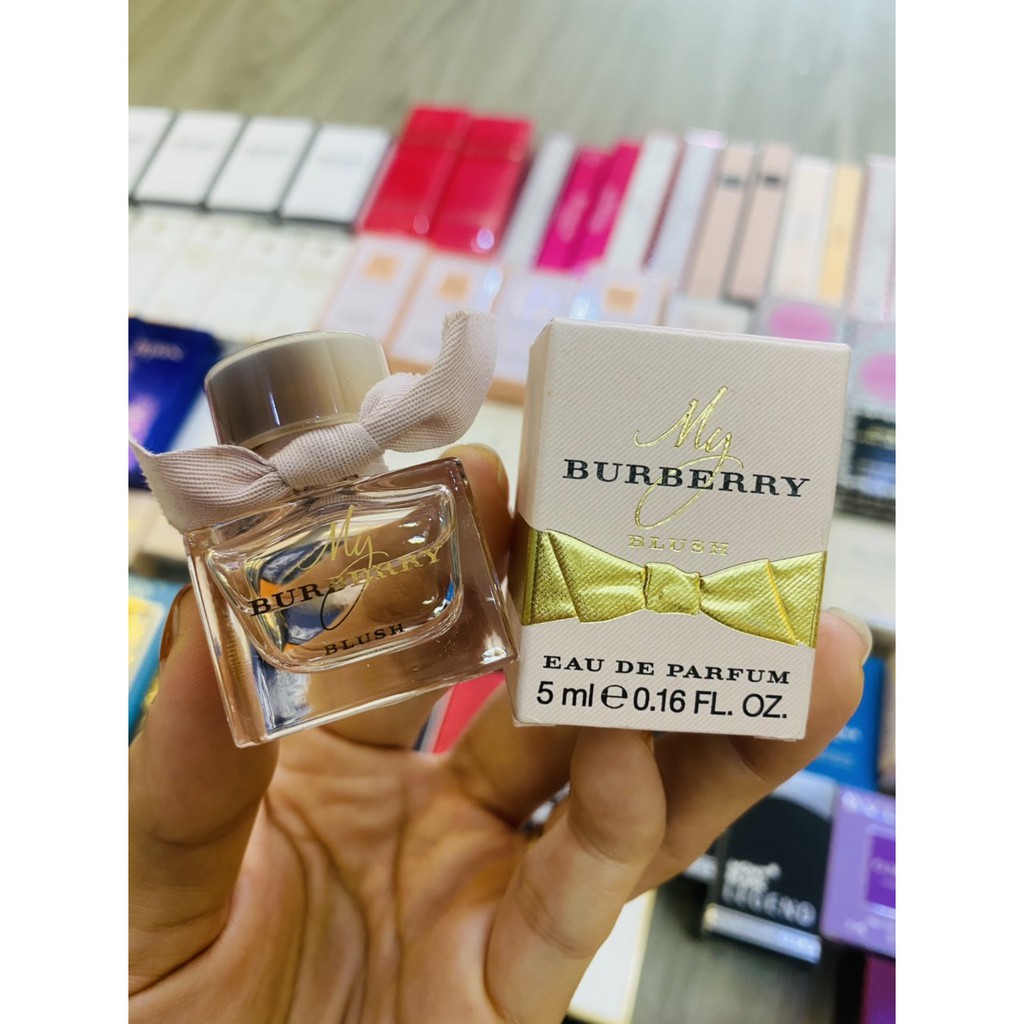 My
BURBERRY
BLUSH
My
BURBERRY
BLUSH
EAU DE PARFUM
5 ml e 0.16 FL. OZ.
LEGEND